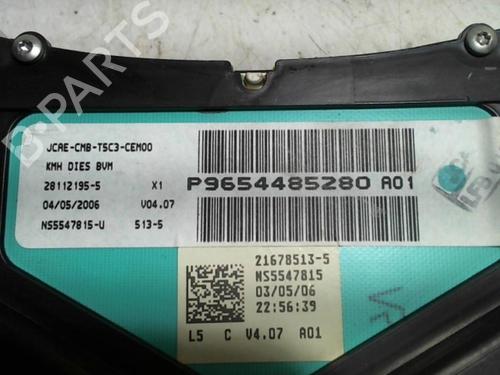 B-PARTS
JCAE-CMB-T5C3-CEM00
KMH DIES BVM
28112195-5 X1
04/05/2006 V04.07
NS5547815-U 513-5
P9654485280 A01
21678513-5
NS5547815
03/05/06
22:56:39
L5 C V4.07 A01